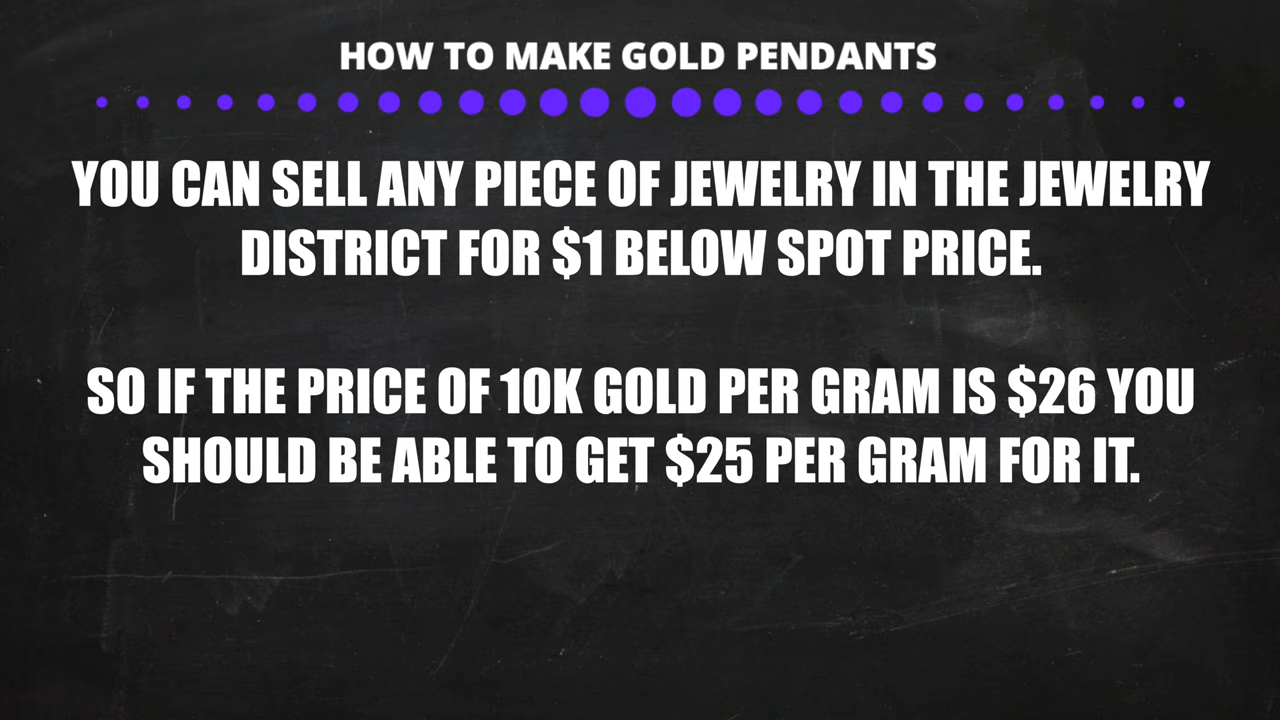 HOW TO MAKE GOLD PENDANTS
YOU CAN SELL ANY PIECE OF JEWELRY IN THE JEWELRY
DISTRICT FOR $1 BELOW SPOT PRICE.
SO IF THE PRICE OF 10K GOLD PER GRAM IS $26 YOU
SHOULD BE ABLE TO GET $25 PER GRAM FOR IT.